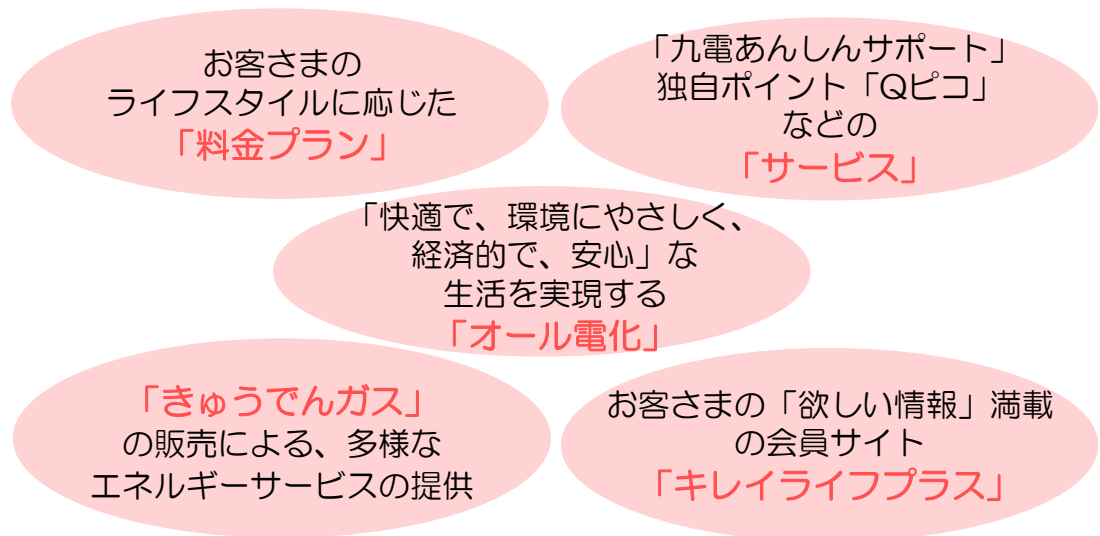 お客さまの
ライフスタイルに応じた
「料金プラン」
「九電あんしんサポート」
独自ポイント「Qピコ」
などの
「サービス」
「快適で、環境にやさしく、
経済的で、安心」な
生活を実現する
「オール電化」
「きゅうでんガス」
の販売による、多様な
エネルギーサービスの提供
お客さまの「欲しい情報」満載
の会員サイト
「キレイライフプラス」